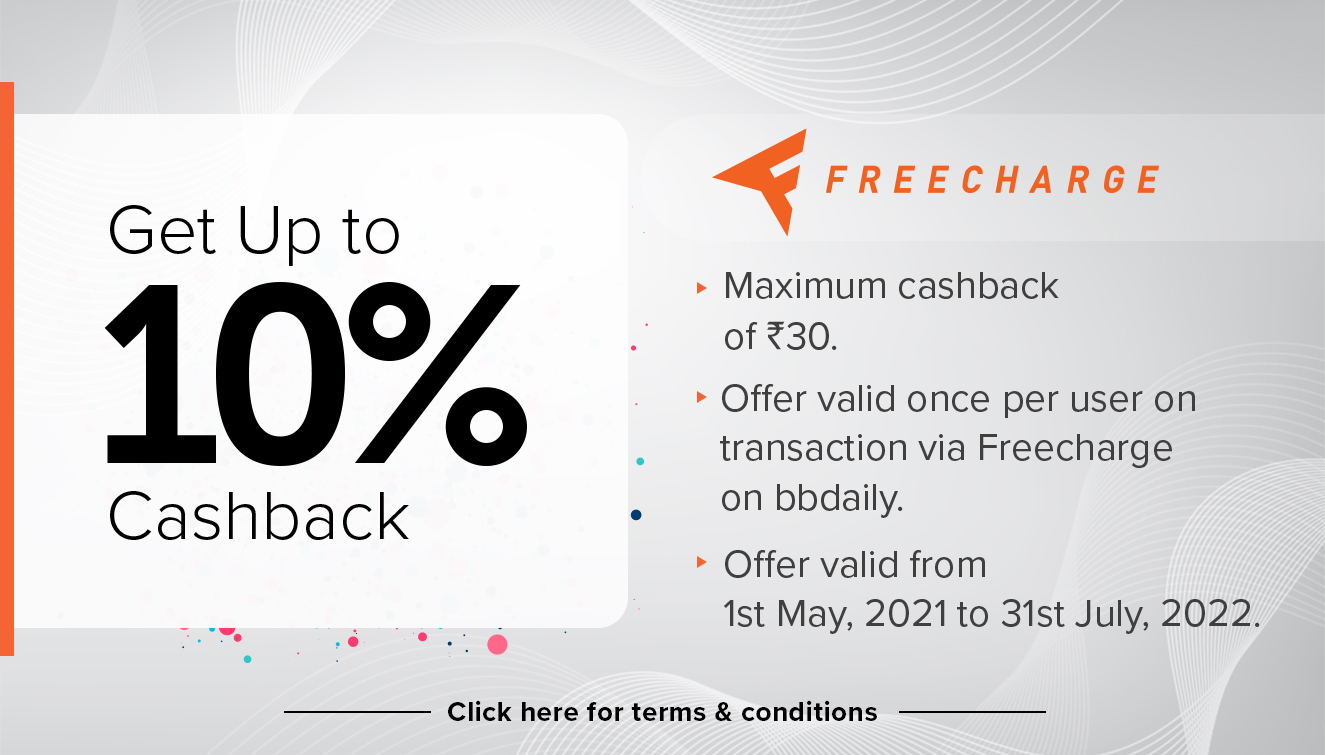 Get Up to
10%
Cashback
FREECHARGE
Maximum cashback
of ₹30.
Offer valid once per user on
transaction via Freecharge
on bbdaily.
Offer valid from
1st May, 2021 to 31st July, 2022.
Click here for terms & conditions